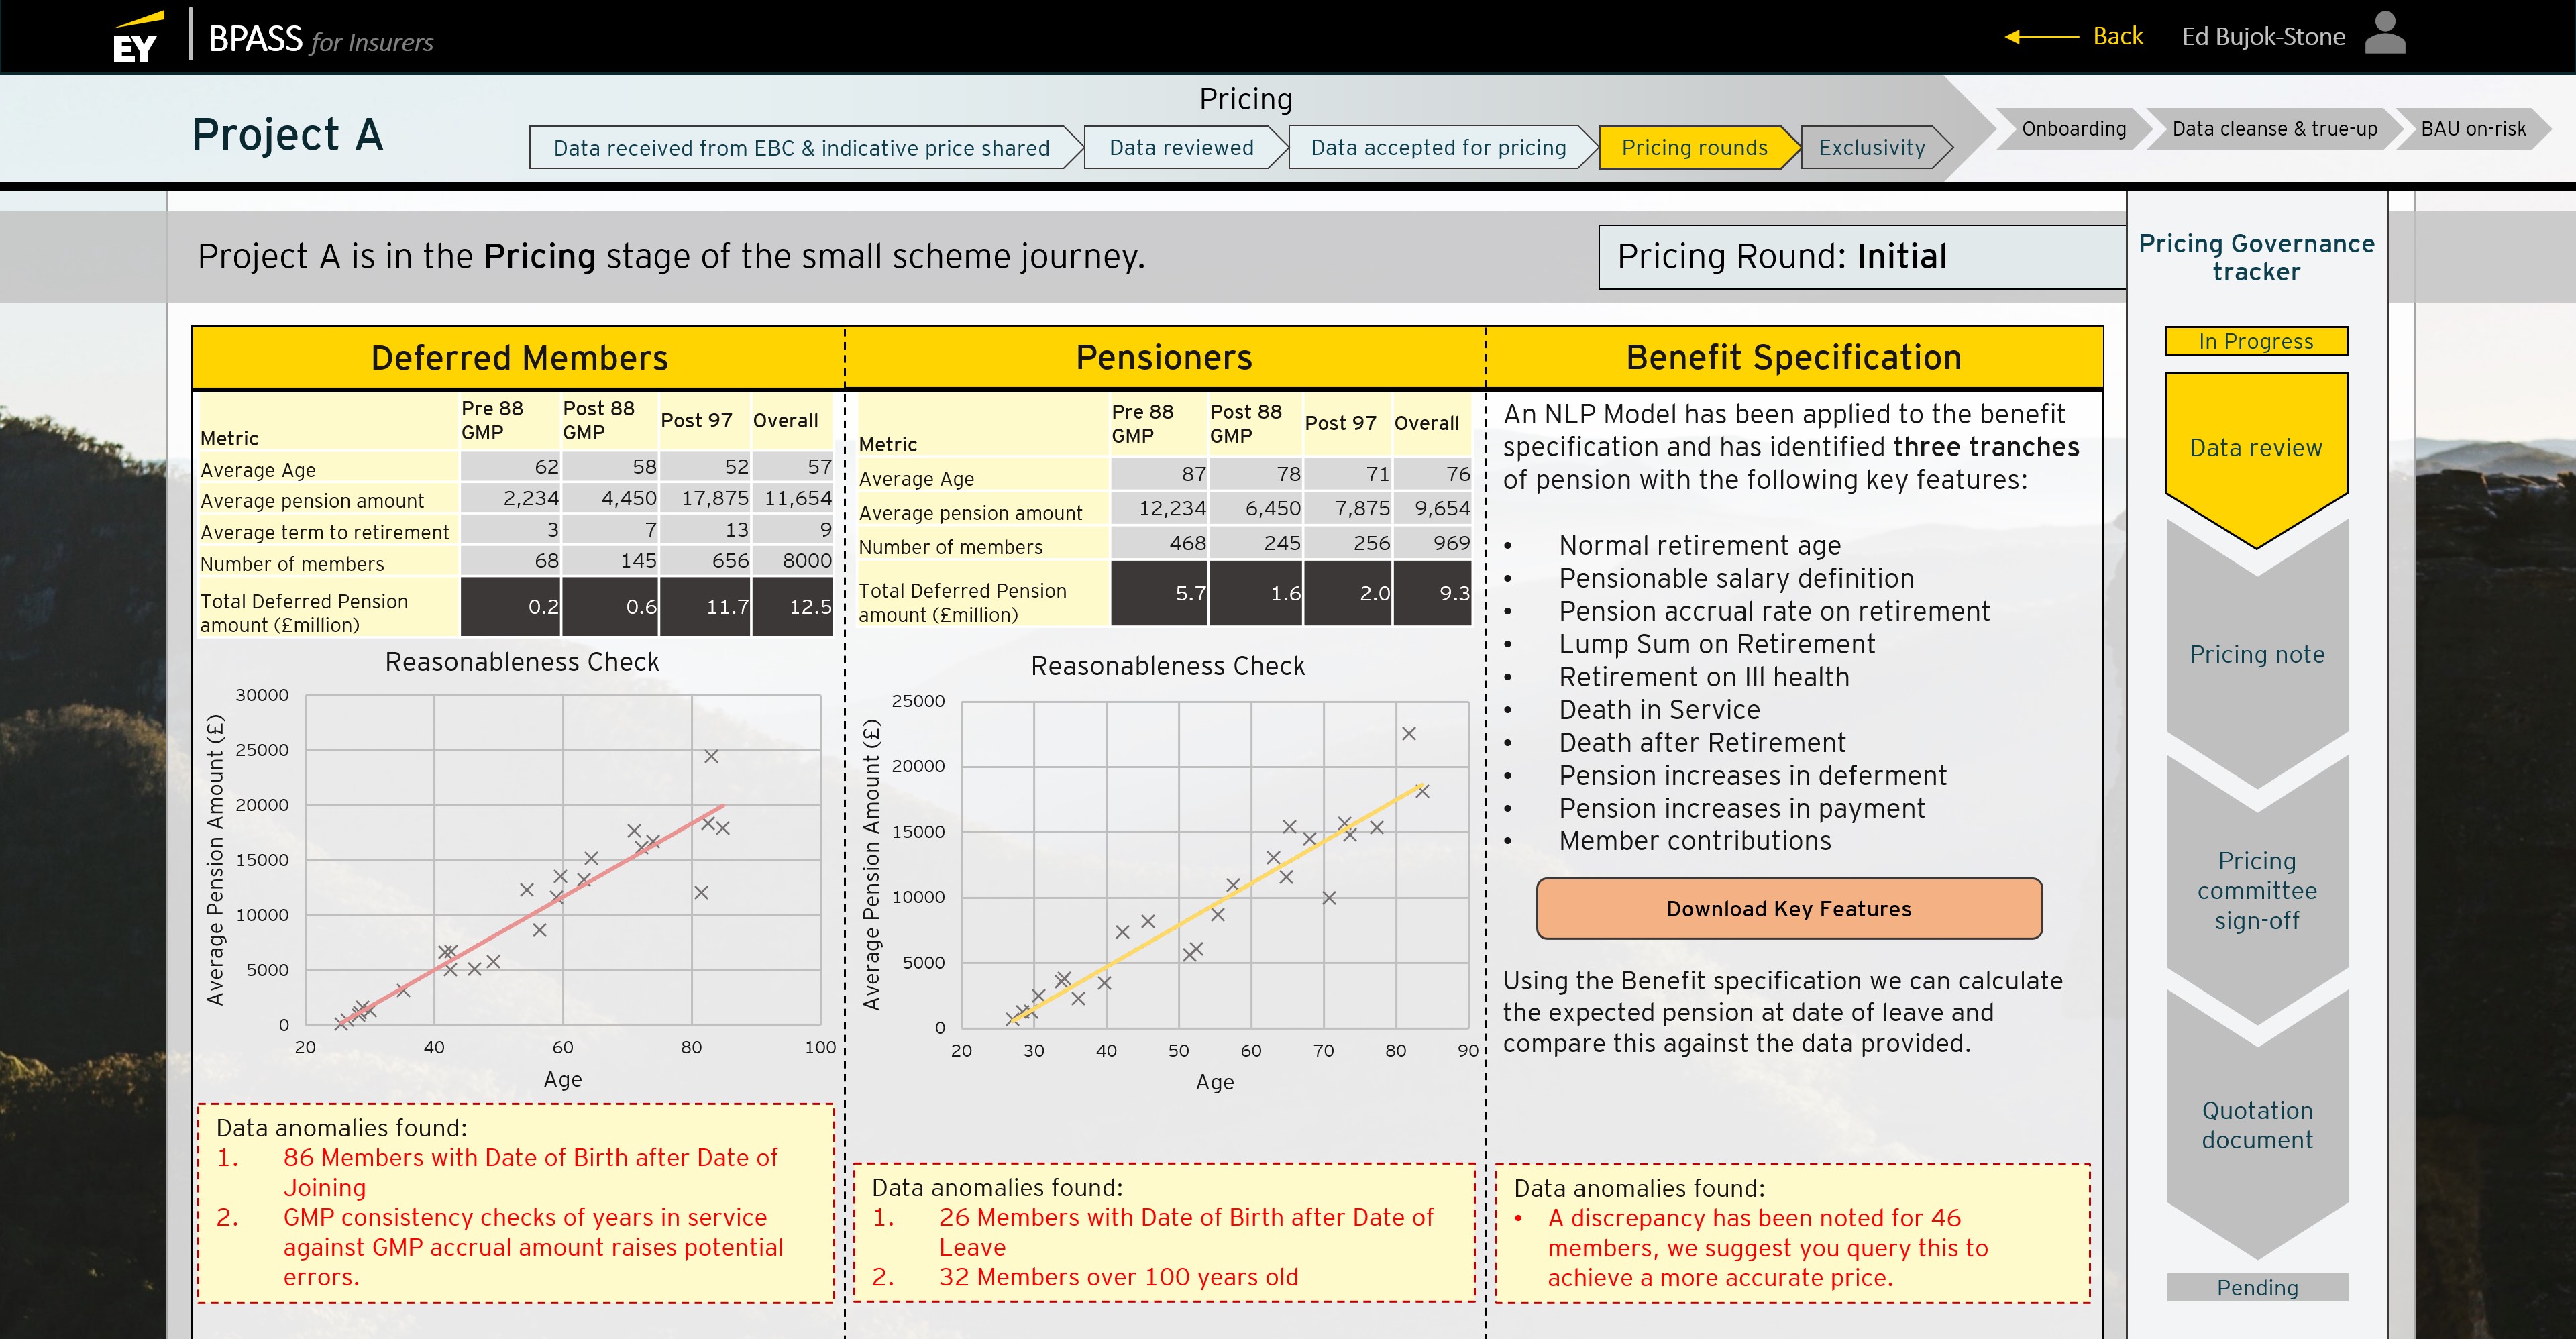 EY BPASS for Insurers
Back Ed Bujok-Stone
Project A
Pricing
Data received from EBC & indicative price shared
Data reviewed
Data accepted for pricing
Pricing rounds
Exclusivity
Onboarding
Data cleanse & true-up
BAU on-risk
Project A is in the Pricing stage of the small scheme journey.
Pricing Round: Initial
Deferred Members
Metric Pre 88 GMP Post 88 GMP Post 97 Overall
Average Age 62 58 52 57
Average pension amount 2,234 4,450 17,875 11,654
Average term to retirement 3 7 13 9
Number of members 68 145 656 8000
Total Deferred Pension amount (£million) 0.2 0.6 11.7 12.5
Reasonableness Check
Average Pension Amount (£)
30000
25000
20000
15000
10000
5000
0
20 40 60 80 100
Age
Data anomalies found:
1. 86 Members with Date of Birth after Date of
Joining
2. GMP consistency checks of years in service
against GMP accrual amount raises potential
errors.
Pensioners
Metric Pre 88 GMP Post 88 GMP Post 97 Overall
Average Age 87 78 71 76
Average pension amount 12,234 6,450 7,875 9,654
Number of members 468 245 256 969
Total Deferred Pension amount (£million) 5.7 1.6 2.0 9.3
Reasonableness Check
Average Pension Amount (£)
25000
20000
15000
10000
5000
0
20 30 40 50 60 70 80 90
Age
Data anomalies found:
1. 26 Members with Date of Birth after Date of
Leave
2. 32 Members over 100 years old
Benefit Specification
An NLP Model has been applied to the benefit
specification and has identified three tranches
of pension with the following key features:
• Normal retirement age
• Pensionable salary definition
• Pension accrual rate on retirement
• Lump Sum on Retirement
• Retirement on Ill health
• Death in Service
• Death after Retirement
• Pension increases in deferment
• Pension increases in payment
• Member contributions
Download Key Features
Using the Benefit specification we can calculate
the expected pension at date of leave and
compare this against the data provided.
Data anomalies found:
• A discrepancy has been noted for 46
members, we suggest you query this to
achieve a more accurate price.
Pricing Governance
tracker
In Progress
Data review
Pricing note
Pricing
committee
sign-off
Quotation
document
Pending